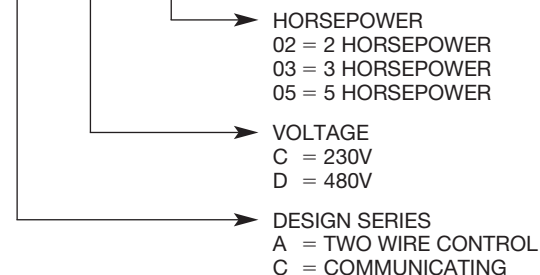 HORSEPOWER
02 = 2 HORSEPOWER
03 = 3 HORSEPOWER
05 = 5 HORSEPOWER
VOLTAGE
C = 230V
D = 480V
DESIGN SERIES
A = TWO WIRE CONTROL
C = COMMUNICATING